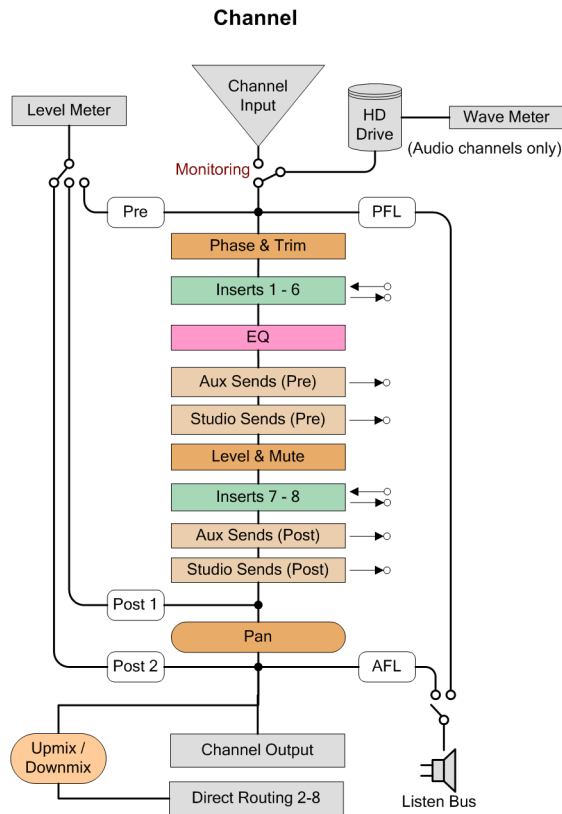 Channel
Channel
Input
Level Meter
HD
Drive
Wave Meter
(Audio channels only)
Monitoring
Pre
PFL
Phase & Trim
Inserts 1 - 6
EQ
Aux Sends (Pre)
Studio Sends (Pre)
Level & Mute
Inserts 7 - 8
Aux Sends (Post)
Studio Sends (Post)
Post 1
Pan
Post 2
AFL
Upmix /
Downmix
Channel Output
Direct Routing 2-8
Listen Bus